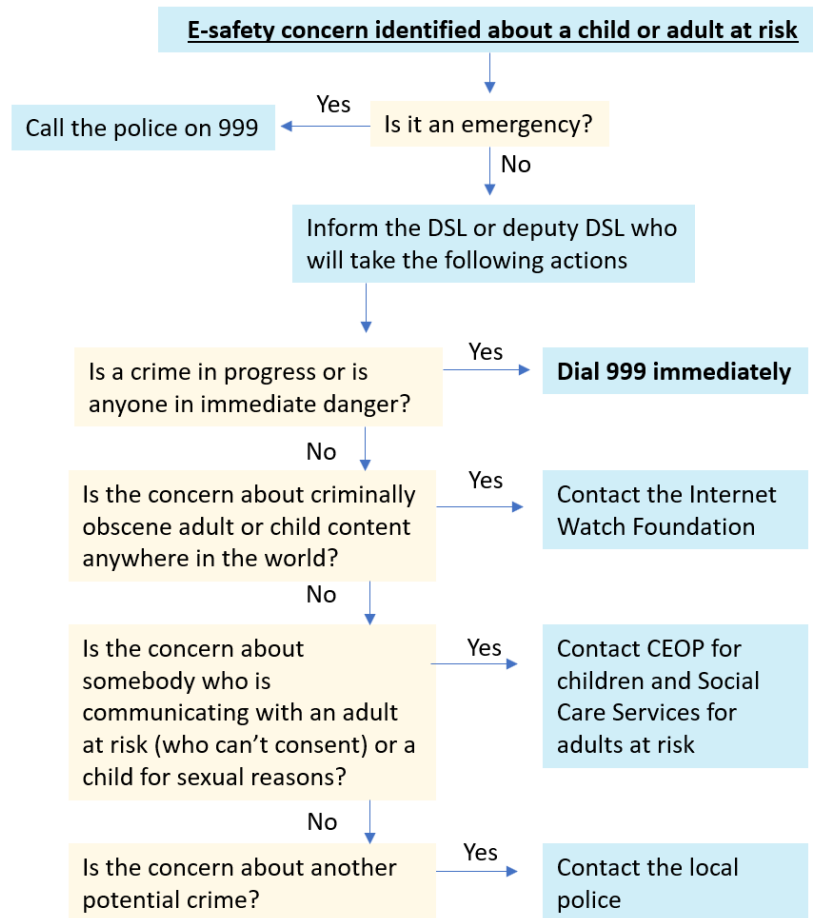 E-safety concern identified about a child or adult at risk
Yes
Call the police on 999
Is it an emergency?
No
Inform the DSL or deputy DSL who
will take the following actions
Is a crime in progress or is
anyone in immediate danger?
Yes
Dial 999 immediately
No
Is the concern about criminally
obscene adult or child content
anywhere in the world?
Yes
Contact the Internet
Watch Foundation
No
Is the concern about
somebody who is
communicating with an adult
at risk (who can’t consent) or a
child for sexual reasons?
Yes
Contact CEOP for
children and Social
Care Services for
adults at risk
No
Is the concern about another
potential crime?
Yes
Contact the local
police